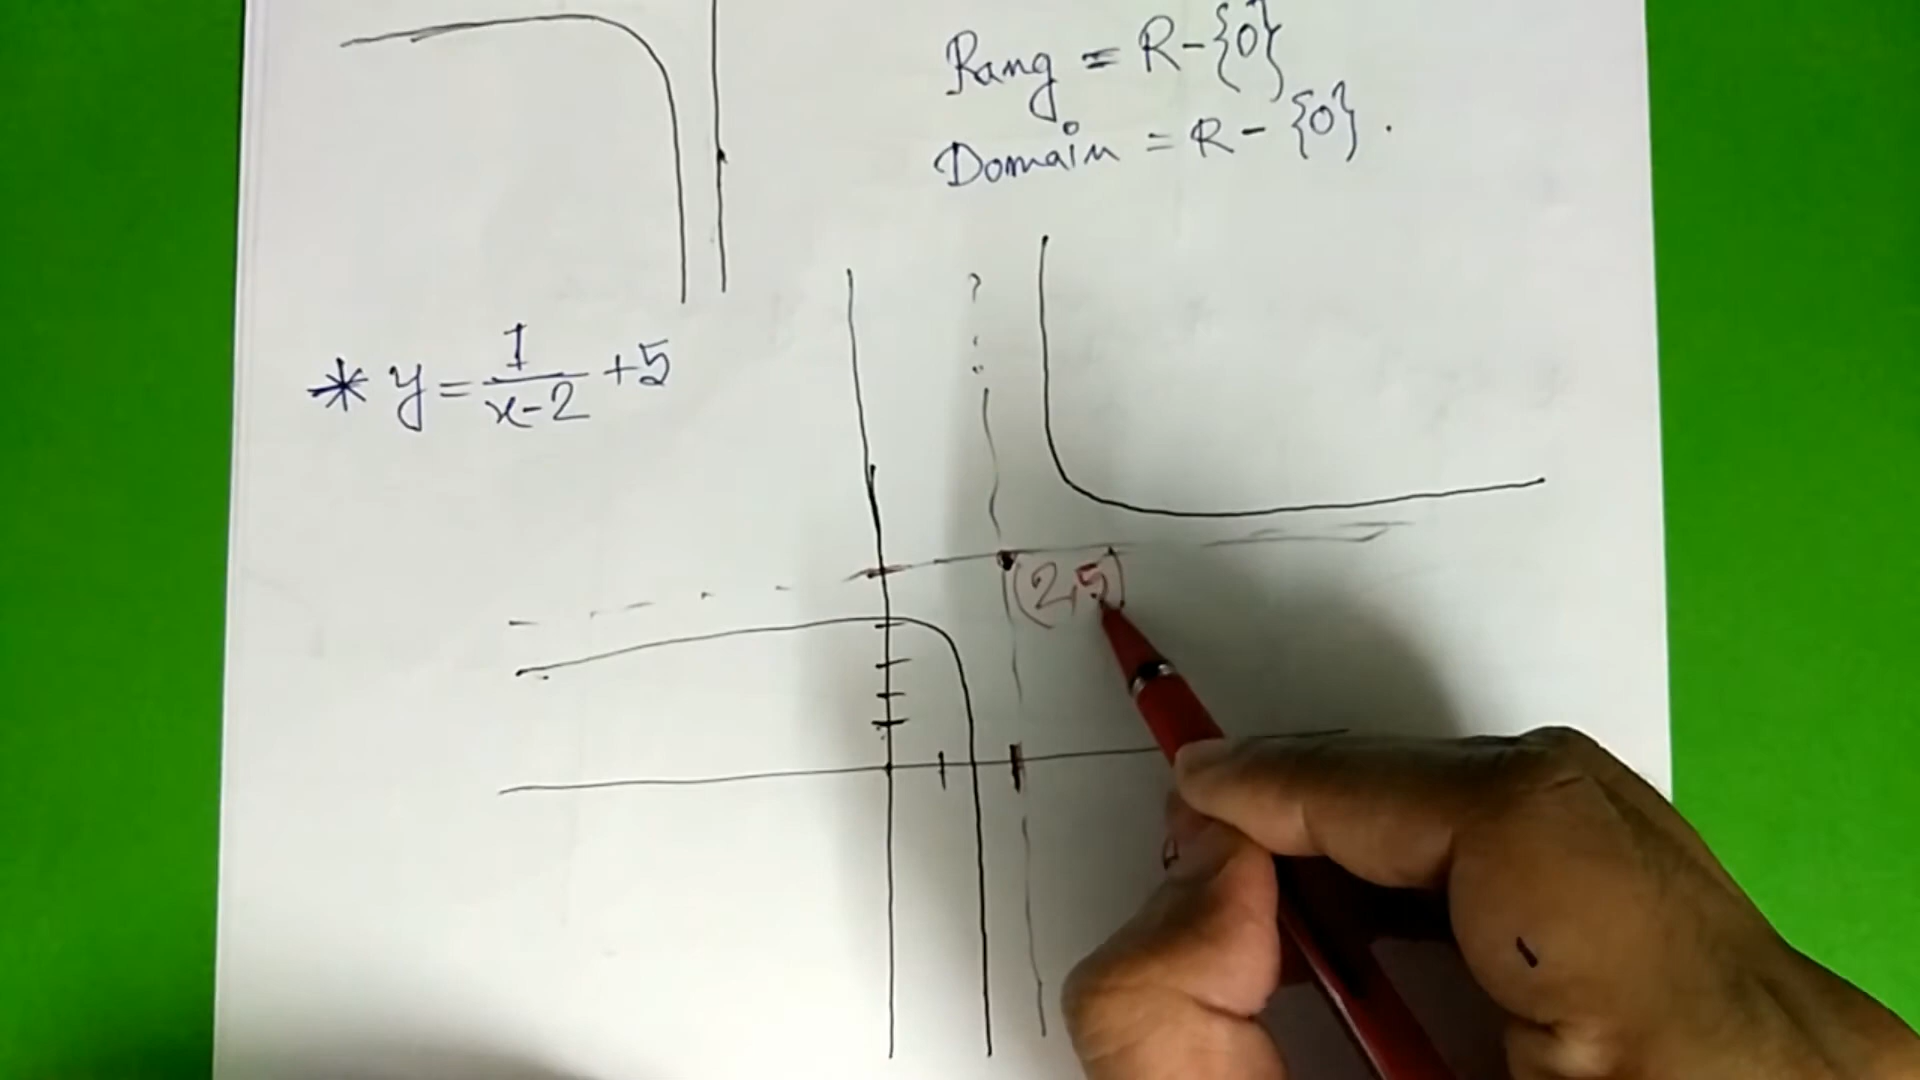 Rang = R-{0}
Domain = R - {0}.
* y = 1/(x-2) + 5
(2,5)